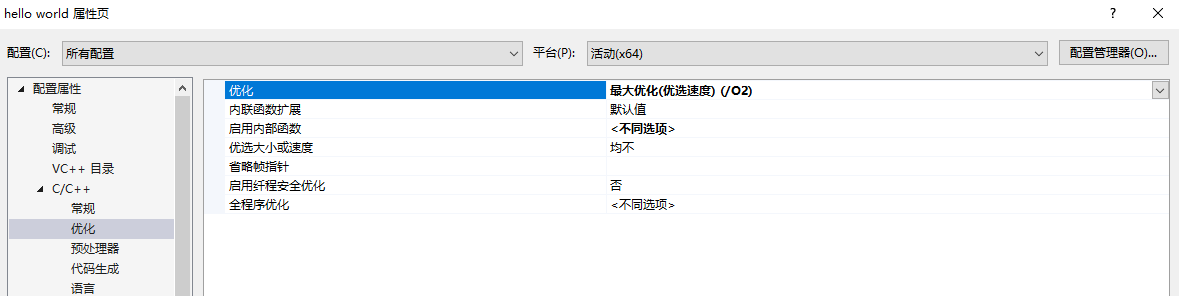 hello world 属性页 ?
配置(C): 所有配置 平台(P): 活动(x64) 配置管理器(O)...
配置属性
常规
高级
调试
VC++ 目录
C/C++
常规
优化
预处理器
代码生成
语言
优化 最大优化(优选速度) (/O2)
内联函数扩展 默认值
启用内部函数 <不同选项>
优选大小或速度 均不
省略帧指针
启用纤程安全优化 否
全程序优化 <不同选项>